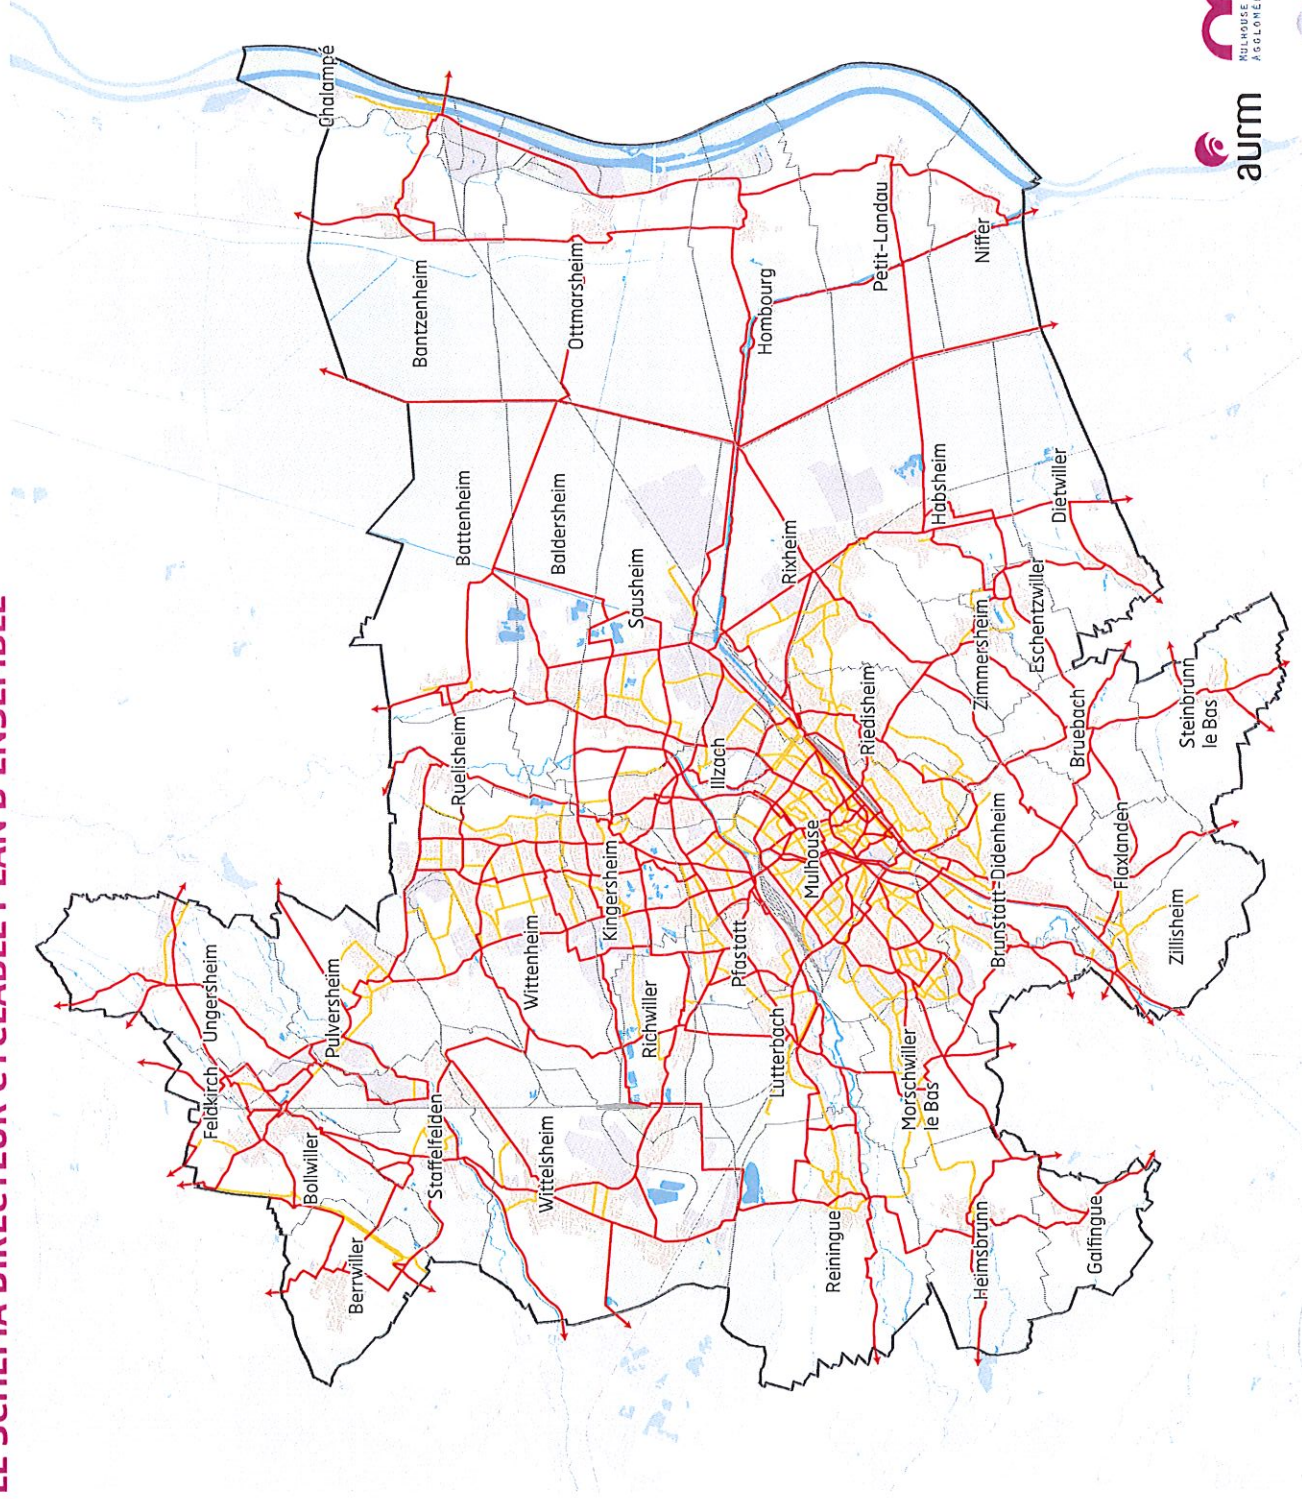 LE SCHÉMA DIRECTEUR CYCLABLE : PLAN D'ENSEMBLE
Chalampé
Bantzenheim
Ottmarsheim
Hombourg
Petit-Landau
Niffer
Battenheim
Baldersheim
Sausheim
Rixheim
Habsheim
Dietwiller
Eschentzwiller
Zimmersheim
Riedisheim
Bruebach
Steinbrunn
le Bas
Ruelisheim
Illzach
Mulhouse
Kingersheim
Wittenheim
Pfastatt
Brunstatt-Didenheim
Flaxlanden
Zillisheim
Richwiller
Lutterbach
Morschwiller
le Bas
Ungersheim
Pulversheim
Feldkirch
Bollwiller
Staffelfelden
Wittelsheim
Berrwiller
Reiningue
Heimsbrunn
Galfingue
aurm
MULHOUSE